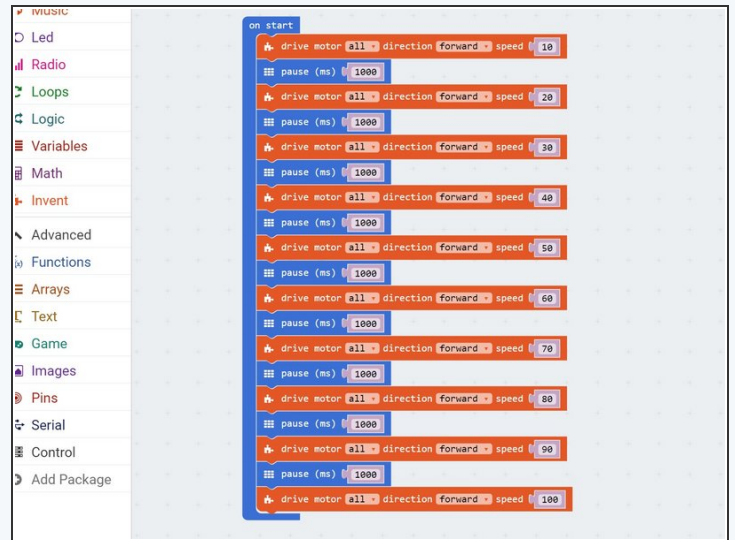 Music
Led
Radio
Loops
Logic
Variables
Math
Invent
Advanced
Functions
Arrays
Text
Game
Images
Pins
Serial
Control
Add Package
on start
drive motor all direction forward speed 10
pause (ms) 1000
drive motor all direction forward speed 20
pause (ms) 1000
drive motor all direction forward speed 30
pause (ms) 1000
drive motor all direction forward speed 40
pause (ms) 1000
drive motor all direction forward speed 50
pause (ms) 1000
drive motor all direction forward speed 60
pause (ms) 1000
drive motor all direction forward speed 70
pause (ms) 1000
drive motor all direction forward speed 80
pause (ms) 1000
drive motor all direction forward speed 90
pause (ms) 1000
drive motor all direction forward speed 100